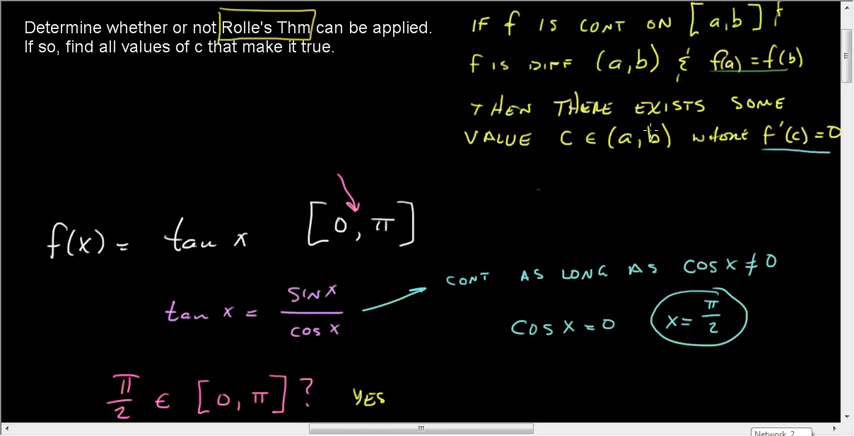 Determine whether or not Rolle's Thm can be applied.
If so, find all values of c that make it true.
IF f IS CONT ON [a,b] &
f IS DIFF (a,b) & f(a) = f(b)
THEN THERE EXISTS SOME
VALUE C ∈ (a,b) where f'(c) = 0
f(x) = tan x [0, π]
tan x = sin x / cos x
CONT AS LONG AS COS X ≠ 0
COS X = 0 x = π/2
π/2 ∈ [0, π]? YES
Network 2